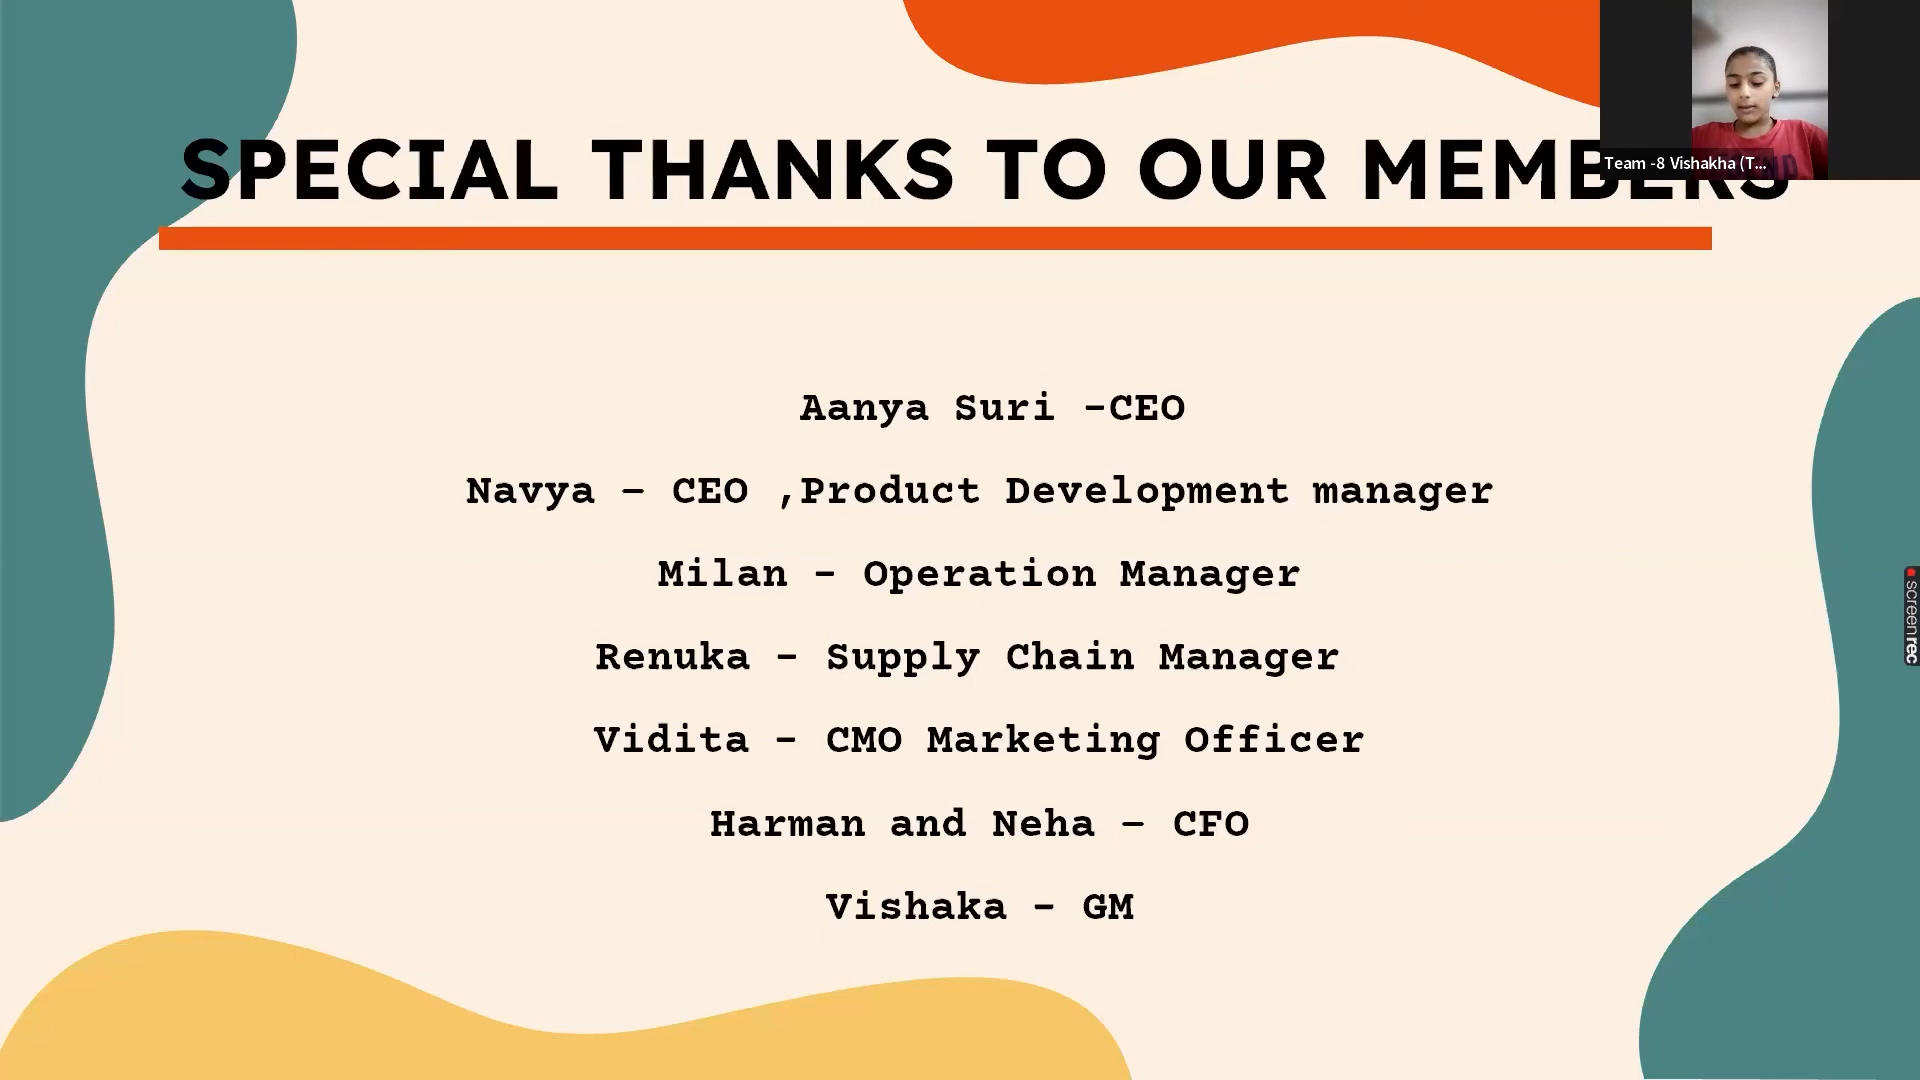 SPECIAL THANKS TO OUR MEMBERS
Team -8 Vishakha (T...
Aanya Suri -CEO
Navya - CEO ,Product Development manager
Milan - Operation Manager
Renuka - Supply Chain Manager
Vidita - CMO Marketing Officer
Harman and Neha - CFO
Vishaka - GM
screenrec